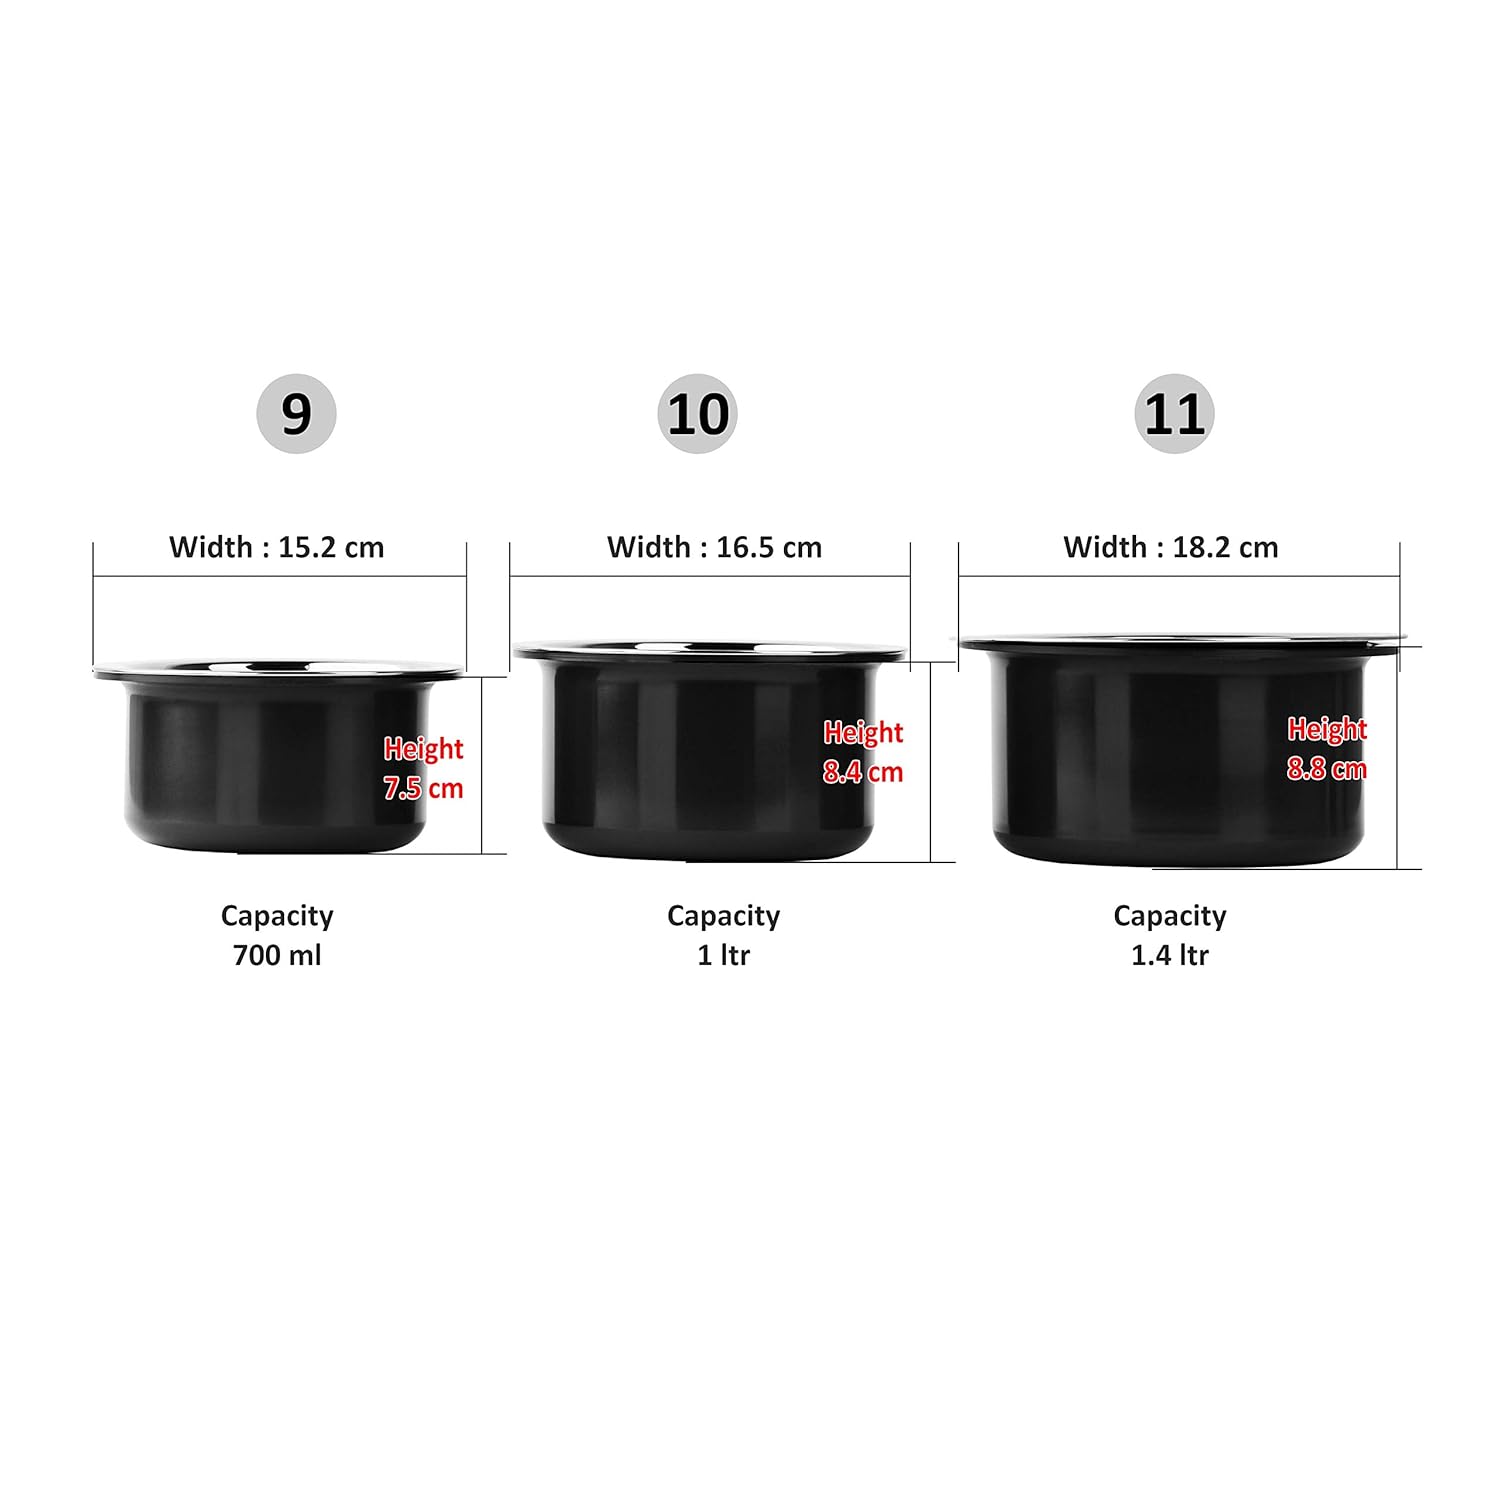 9
10
11
Width : 15.2 cm
Width : 16.5 cm
Width : 18.2 cm
Height
7.5 cm
Height
8.4 cm
Height
8.8 cm
Capacity
700 ml
Capacity
1 ltr
Capacity
1.4 ltr